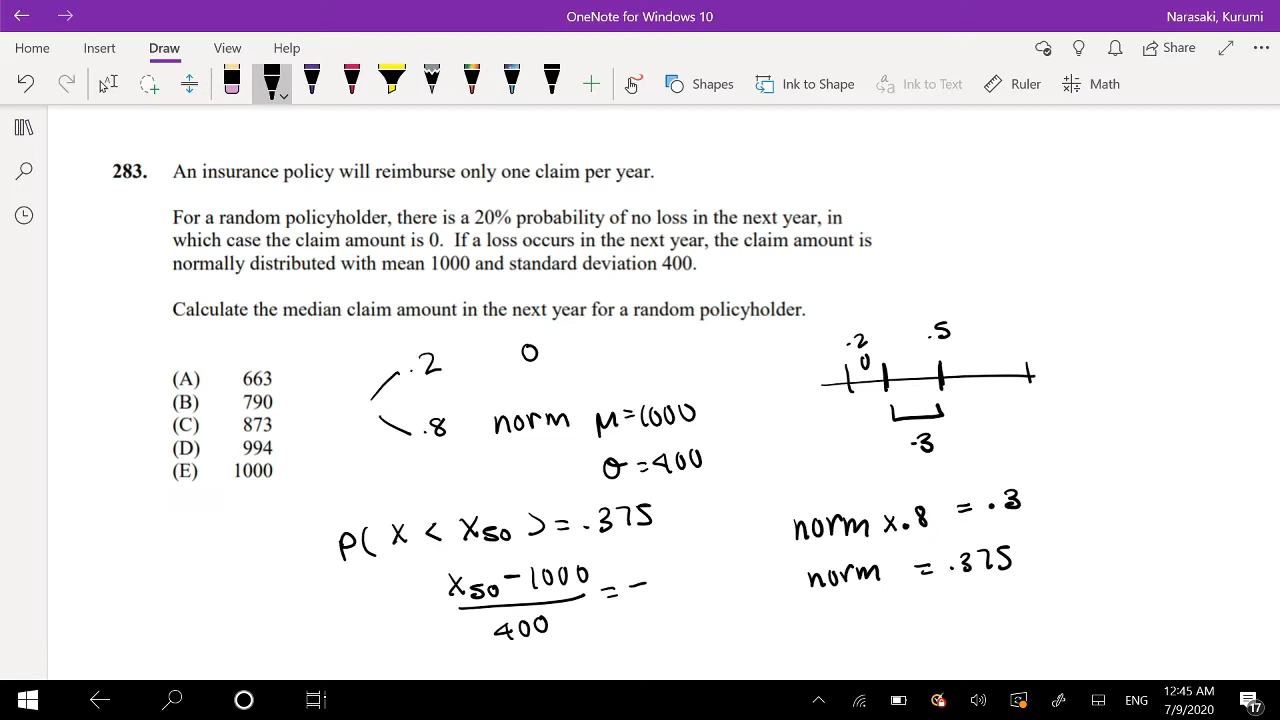 OneNote for Windows 10
Narasaki, Kurumi
Home Insert Draw View Help
Share
Shapes
Ink to Shape
Ink to Text
Ruler
Math
283. An insurance policy will reimburse only one claim per year.
For a random policyholder, there is a 20% probability of no loss in the next year, in
which case the claim amount is 0. If a loss occurs in the next year, the claim amount is
normally distributed with mean 1000 and standard deviation 400.
Calculate the median claim amount in the next year for a random policyholder.
(A) 663
(B) 790
(C) 873
(D) 994
(E) 1000
.2 0
.8 norm μ=1000
σ=400
.2 .5
0
.3
P( X < X50 ) = .375
X50 - 1000 = -
400
norm x .8 = .3
norm = .375
ENG
12:45 AM
7/9/2020
17